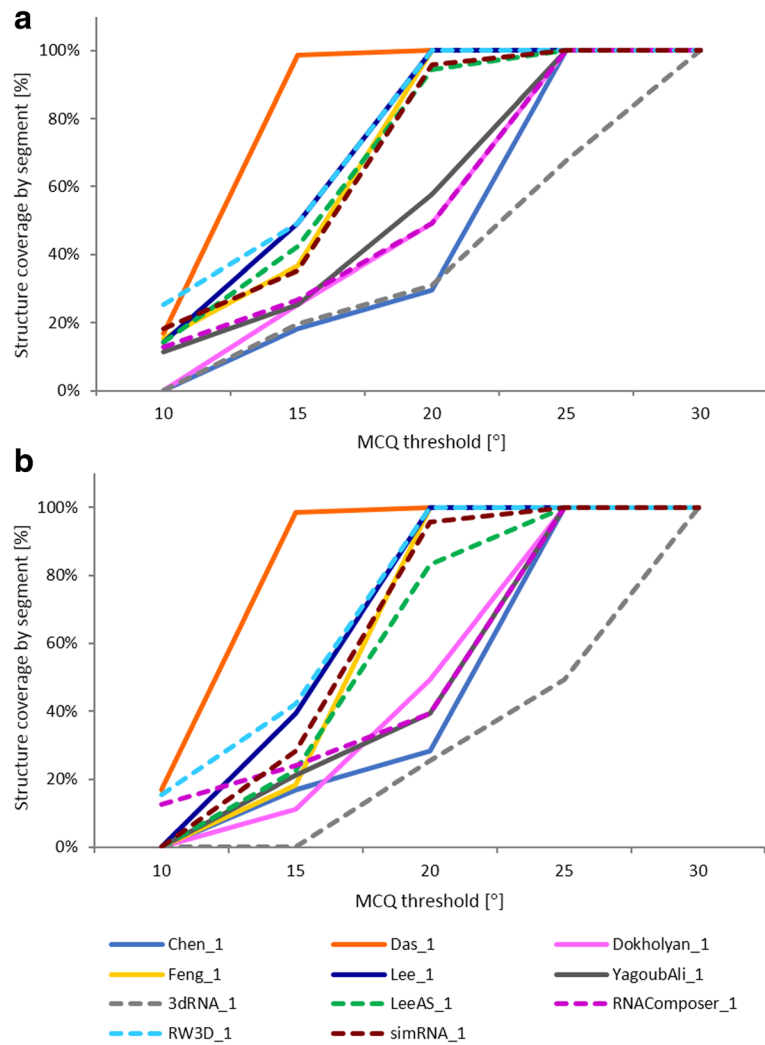 a
Structure coverage by segment [%]
100%
80%
60%
40%
20%
0%
10 15 20 25 30
MCQ threshold [°]
b
Structure coverage by segment [%]
100%
80%
60%
40%
20%
0%
10 15 20 25 30
MCQ threshold [°]
Chen_1 Das_1 Dokholyan_1
Feng_1 Lee_1 YagoubAli_1
3dRNA_1 LeeAS_1 RNAComposer_1
RW3D_1 simRNA_1